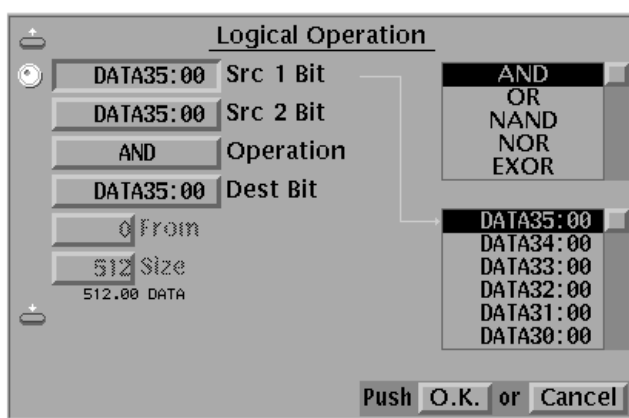 Logical Operation
DATA35:00 Src 1 Bit
DATA35:00 Src 2 Bit
AND Operation
DATA35:00 Dest Bit
0 From
512 Size
512.00 DATA
AND
OR
NAND
NOR
EXOR
DATA35:00
DATA34:00
DATA33:00
DATA32:00
DATA31:00
DATA30:00
Push O.K. or Cancel